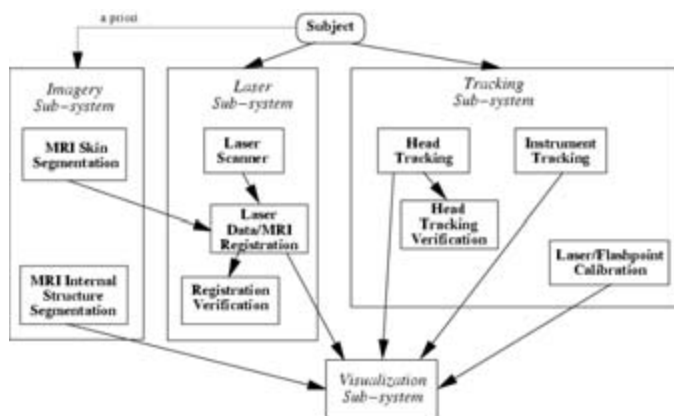 a priori
Subject
Imagery
Sub-system
Laser
Sub-system
Tracking
Sub-system
MRI Skin
Segmentation
Laser
Scanner
Head
Tracking
Instrument
Tracking
Laser
Data/MRI
Registration
Head
Tracking
Verification
Laser/Flashpoint
Calibration
MRI Internal
Structure
Segmentation
Registration
Verification
Visualization
Sub-system